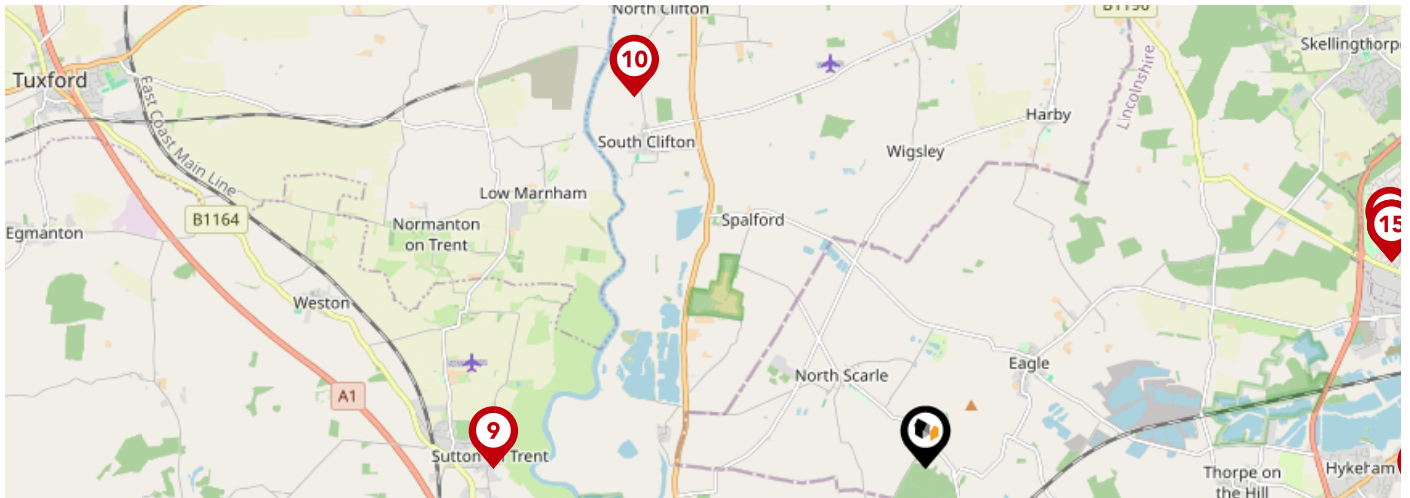 North Clifton
B1190
10
Skellingthorpe
Tuxford
East Coast Main Line
Lincolnshire
Harby
South Clifton
Wigsley
Low Marnham
B1164
Normanton
on Trent
Spalford
15
Egmanton
Weston
Eagle
North Scarle
A1
9
Sutton on Trent
Thorpe on
the Hill
Hykeham